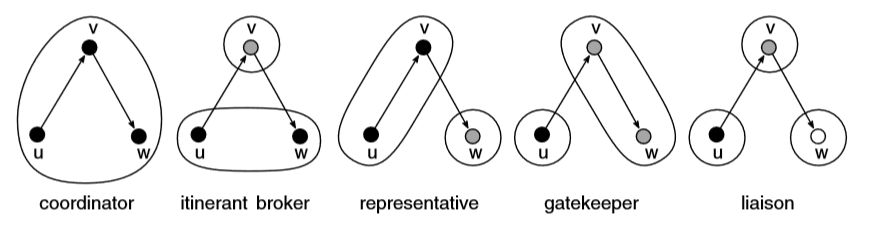 v v v v v
u w u w u w u w u w
coordinator itinerant broker representative gatekeeper liaison